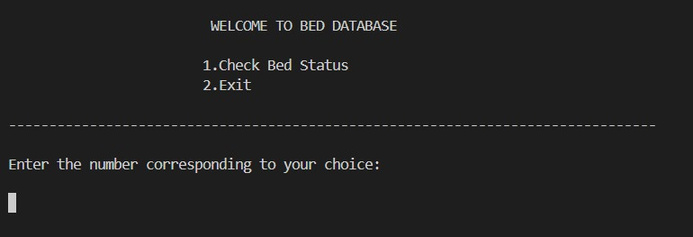 WELCOME TO BED DATABASE
1.Check Bed Status
2.Exit
--------------------------------------------------------------------------------
Enter the number corresponding to your choice: